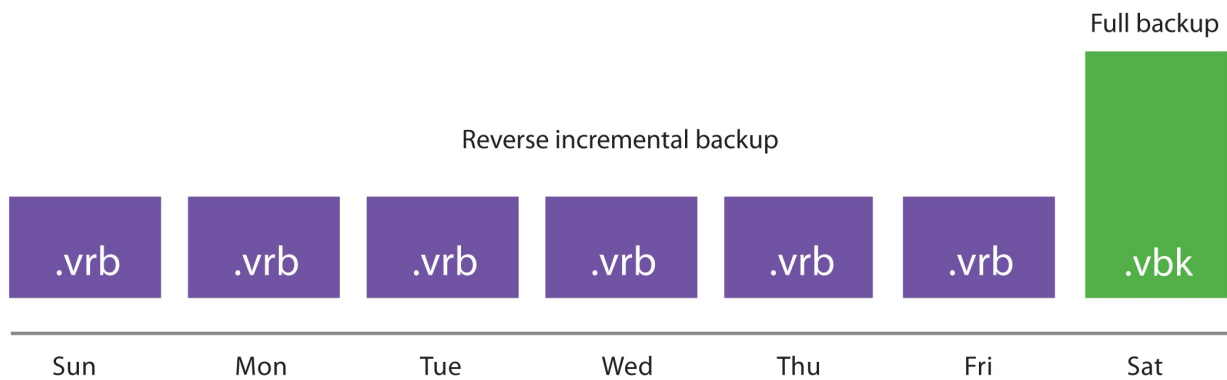 Full backup
Reverse incremental backup
.vrb .vrb .vrb .vrb .vrb .vrb .vbk
Sun Mon Tue Wed Thu Fri Sat